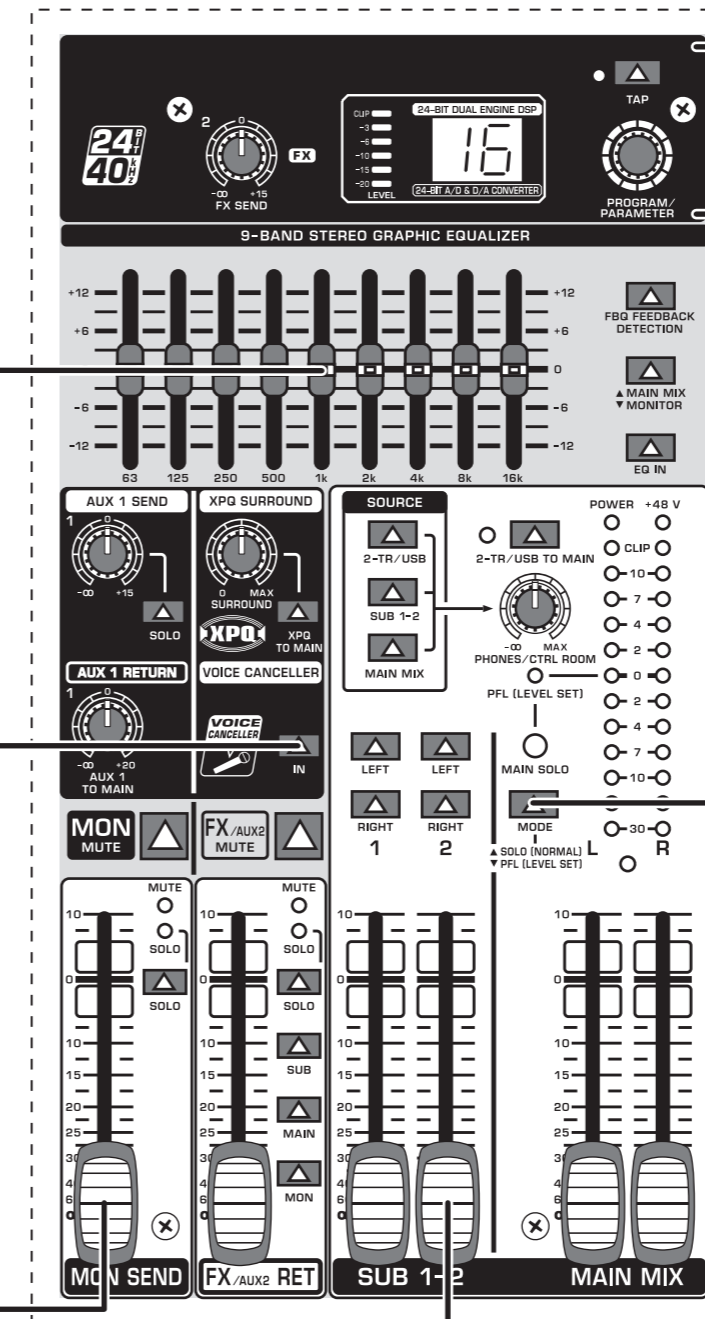 TAP
24 BIT
40 kHz
2 0
-∞ +15
FX SEND
FX
CLIP
-3
-6
-10
-15
-20
LEVEL
24-BIT DUAL ENGINE DSP
16
24-BIT A/D & D/A CONVERTER
PROGRAM/
PARAMETER
9-BAND STEREO GRAPHIC EQUALIZER
+12 +12
+6 +6
0
-6 -6
-12 -12
63 125 250 500 1k 2k 4k 8k 16k
FBQ FEEDBACK
DETECTION
MAIN MIX
MONITOR
EQ IN
AUX 1 SEND
1 0
-∞ +15
SOLO
XPQ SURROUND
0 MAX
SURROUND
XPQ
XPQ
TO MAIN
AUX 1 RETURN
1 0
-∞ +20
AUX 1
TO MAIN
VOICE CANCELLER
VOICE
CANCELLER
IN
SOURCE
2-TR/USB
SUB 1-2
MAIN MIX
2-TR/USB TO MAIN
-∞ MAX
PHONES/CTRL ROOM
PFL (LEVEL SET)
MAIN SOLO
MODE
SOLO (NORMAL)
PFL (LEVEL SET)
POWER +48 V
CLIP
10
7
4
2
0
2
4
7
10
30
L R
LEFT LEFT
RIGHT RIGHT
1 2
MON
MUTE
FX/AUX2
MUTE
MUTE
SOLO
SOLO
10
0
10
15
20
25
30
MON SEND
MUTE
SOLO
SOLO
SUB
MAIN
MON
10
0
10
15
20
25
FX/AUX2 RET
10
0
10
15
20
25
30
SUB 1-2
10
0
10
15
20
25
30
MAIN MIX